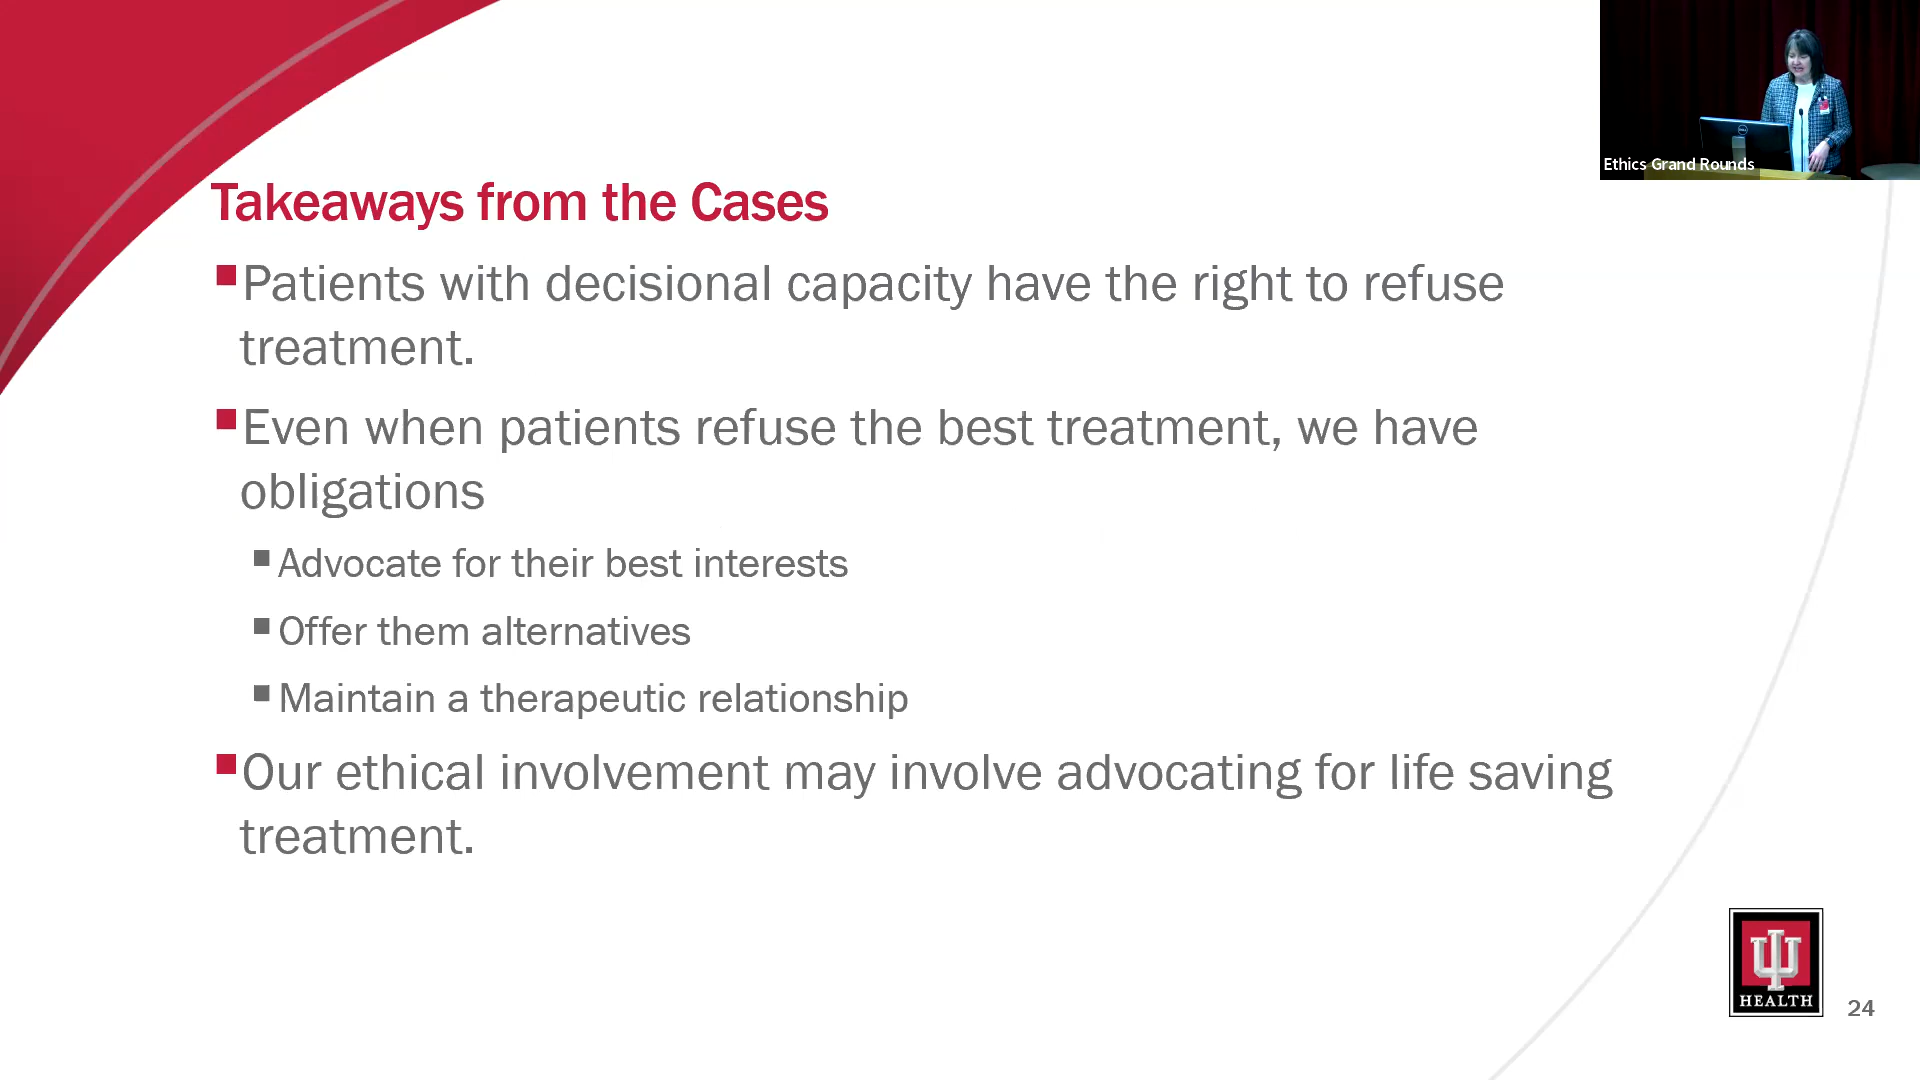 Ethics Grand Rounds
Takeaways from the Cases
Patients with decisional capacity have the right to refuse
treatment.
Even when patients refuse the best treatment, we have
obligations
Advocate for their best interests
Offer them alternatives
Maintain a therapeutic relationship
Our ethical involvement may involve advocating for life saving
treatment.
HEALTH
24